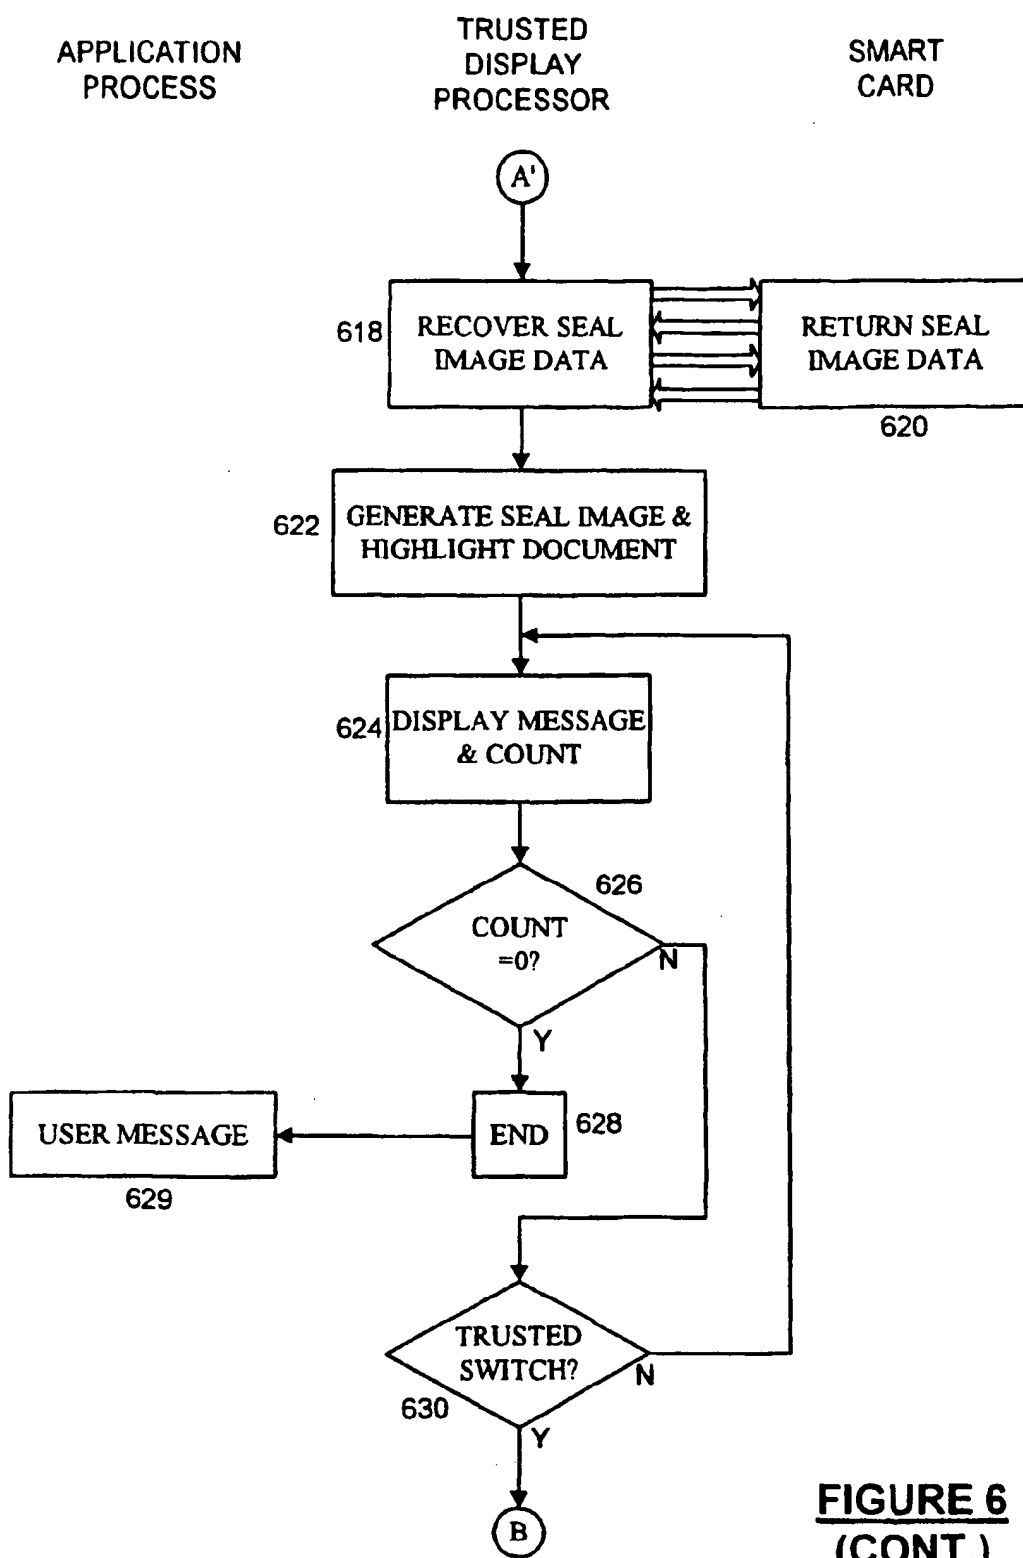 APPLICATION
PROCESS
TRUSTED
DISPLAY
PROCESSOR
SMART
CARD
A'
618
RECOVER SEAL
IMAGE DATA
RETURN SEAL
IMAGE DATA
620
622
GENERATE SEAL IMAGE &
HIGHLIGHT DOCUMENT
624
DISPLAY MESSAGE
& COUNT
626
COUNT
=0?
N
Y
USER MESSAGE
629
END
628
TRUSTED
SWITCH?
N
630
Y
B
FIGURE 6
(CONT.)